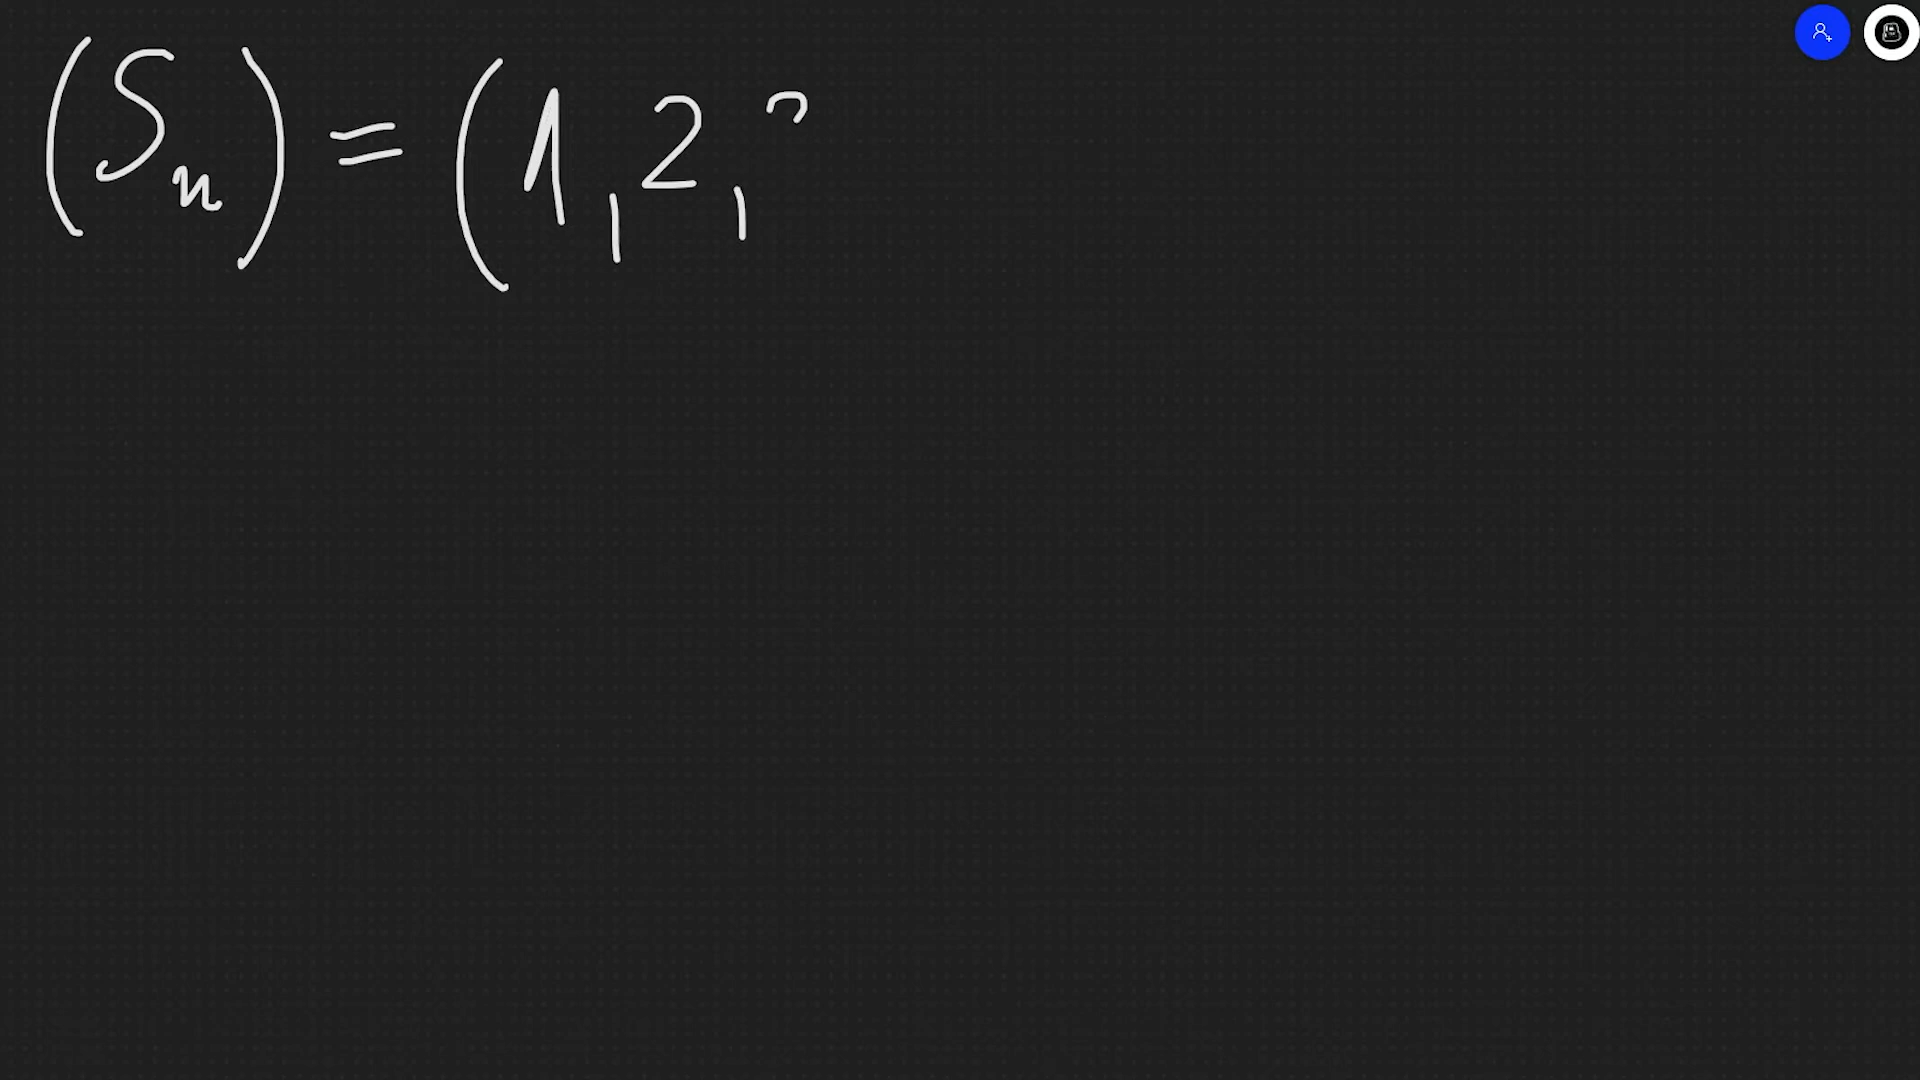 (Sn) = (1, 2,